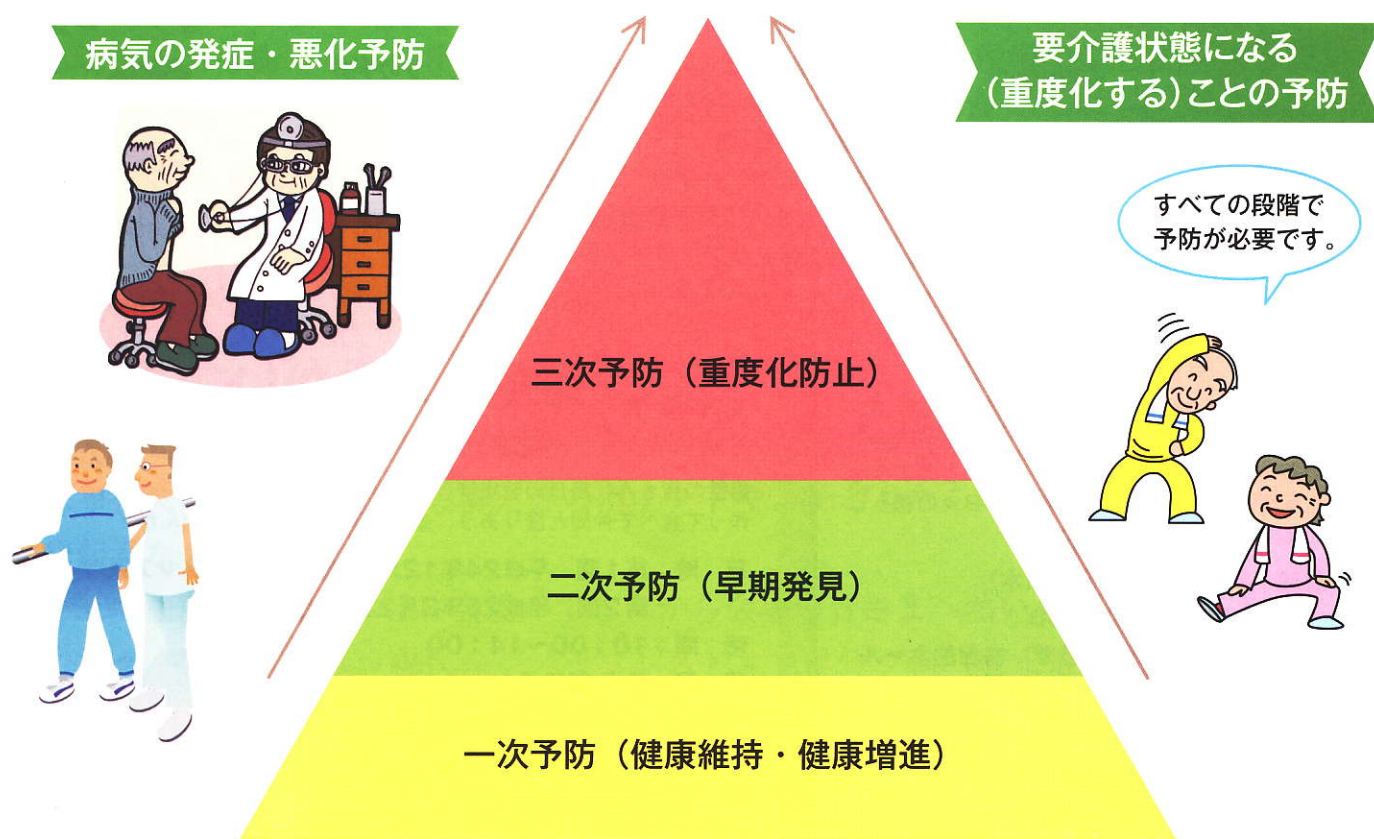 病気の発症・悪化予防
要介護状態になる
（重度化する）ことの予防
すべての段階で
予防が必要です。
三次予防（重度化防止）
二次予防（早期発見）
一次予防（健康維持・健康増進）